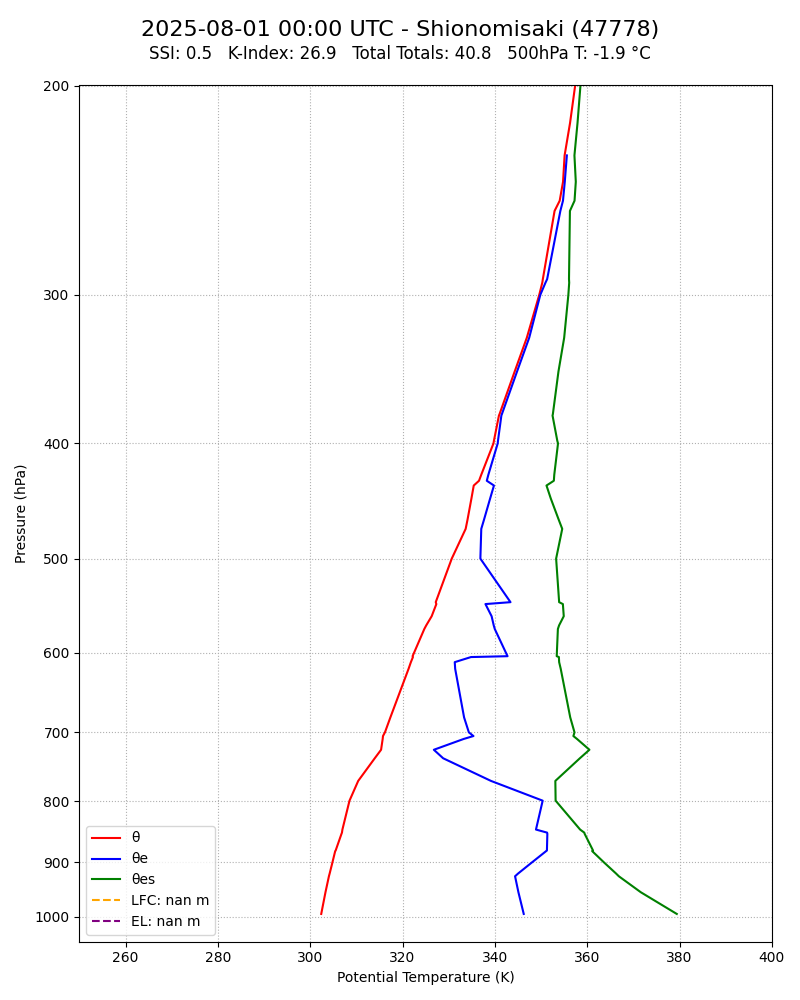 2025-08-01 00:00 UTC - Shionomisaki (47778)
SSI: 0.5   K-Index: 26.9   Total Totals: 40.8   500hPa T: -1.9 °C
200
300
400
500
600
700
800
900
1000
Pressure (hPa)
θ
θe
θes
LFC: nan m
EL: nan m
260 280 300 320 340 360 380 400
Potential Temperature (K)